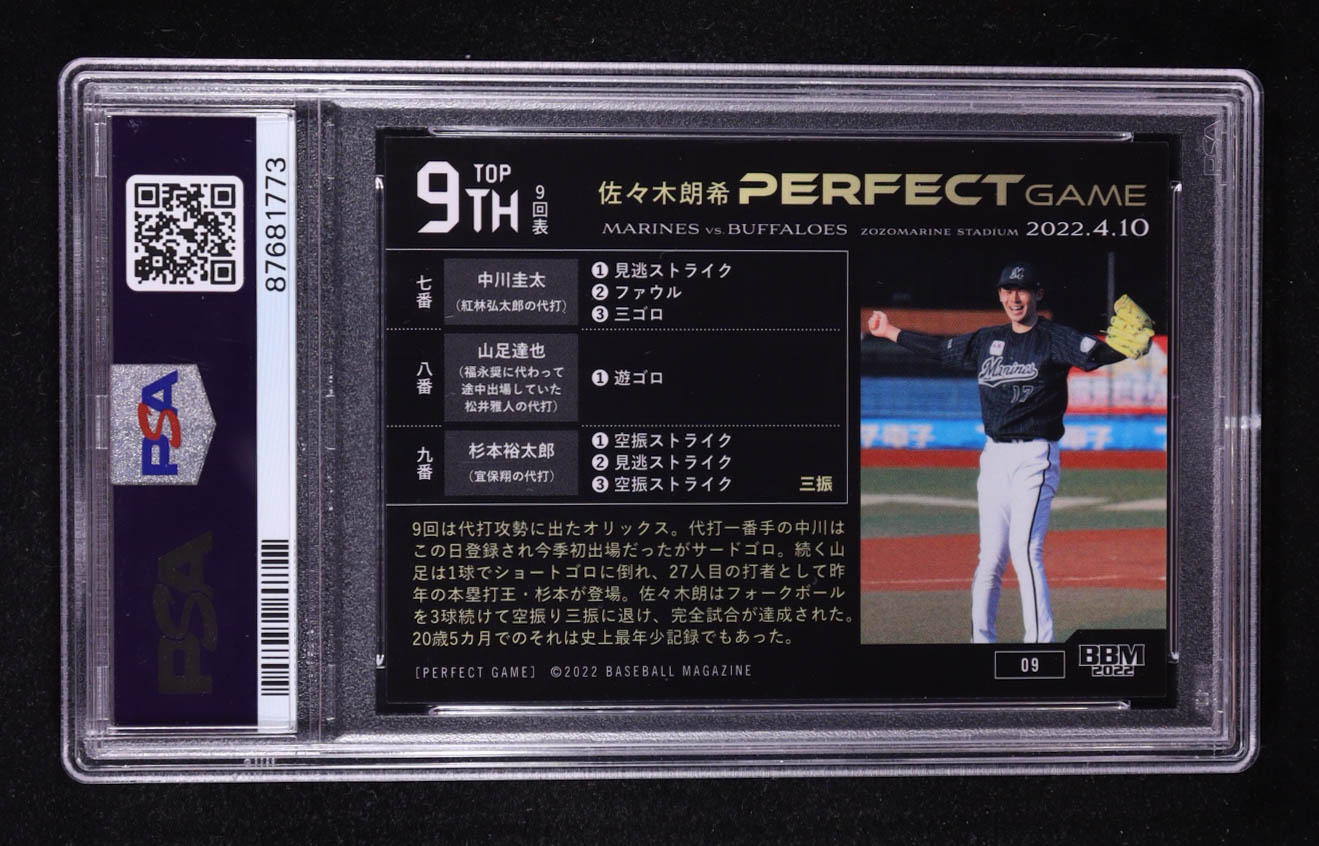 87681773
PSA
PSA
9TH TOP
9回表
佐々木朗希 PERFECT GAME
MARINES vs. BUFFALOES ZOZOMARINE STADIUM 2022.4.10
七番
中川圭太
(紅林弘太郎の代打)
❶ 見逃ストライク
❷ ファウル
❸ 三ゴロ
八番
山足達也
(福永奨に代わって
途中出場していた
松井雅人の代打)
❶ 遊ゴロ
九番
杉本裕太郎
(宜保翔の代打)
❶ 空振ストライク
❷ 見逃ストライク
❸ 空振ストライク 三振
9回は代打攻勢に出たオリックス。代打一番手の中川は
この日登録され今季初出場だったがサードゴロ。続く山
足は1球でショートゴロに倒れ、27人目の打者として昨
年の本塁打王・杉本が登場。佐々木朗はフォークボール
を3球続けて空振り三振に退け、完全試合が達成された。
20歳5カ月でのそれは史上最年少記録でもあった。
[PERFECT GAME] ©2022 BASEBALL MAGAZINE
Marines
17
子電子
09
BBM
2022